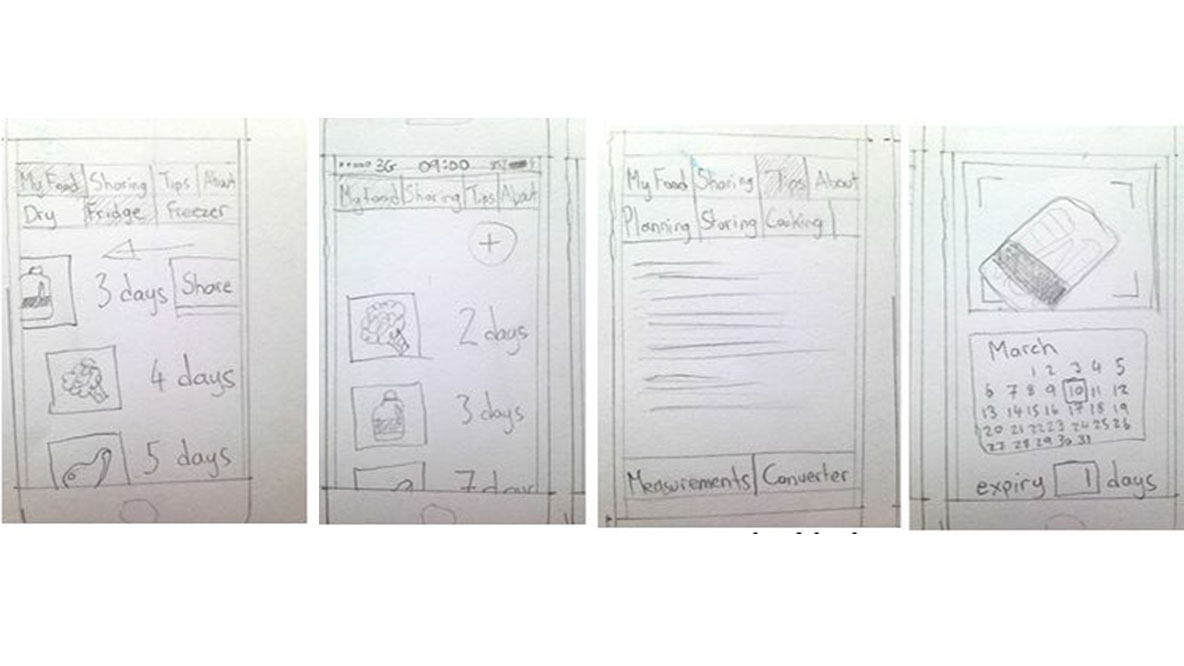 My Food Sharing Tips About
Dry Fridge Freezer
3 days Share
4 days
5 days
3G 09:00
My Food Sharing Tips About
+
2 days
3 days
7 days
My Food Sharing Tips About
Planning Storing Cooking
Measurements Converter
March
1 2 3 4 5
6 7 8 9 10 11 12
13 14 15 16 17 18 19
20 21 22 23 24 25 26
27 28 29 30 31
expiry 1 days